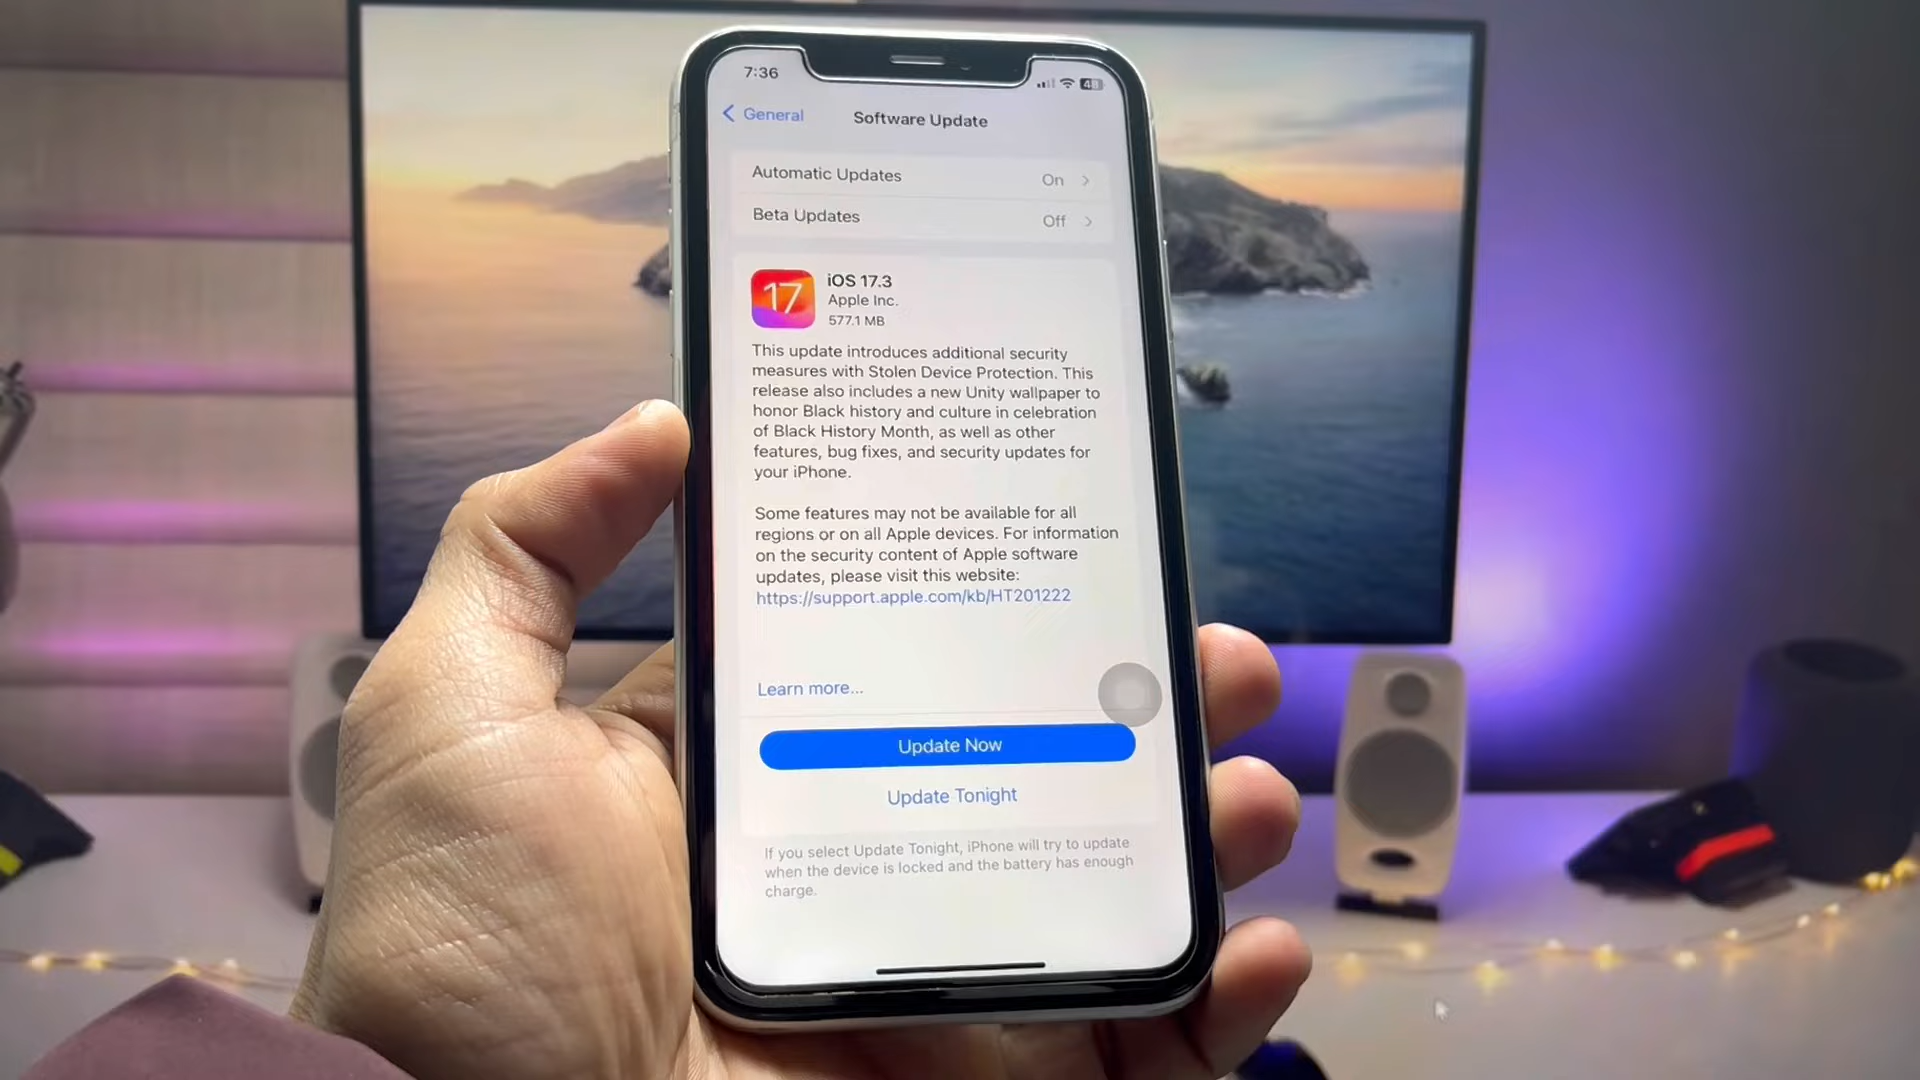 7:36
48
General
Software Update
Automatic Updates
On
Beta Updates
Off
17
iOS 17.3
Apple Inc.
577.1 MB
This update introduces additional security
measures with Stolen Device Protection. This
release also includes a new Unity wallpaper to
honor Black history and culture in celebration
of Black History Month, as well as other
features, bug fixes, and security updates for
your iPhone.
Some features may not be available for all
regions or on all Apple devices. For information
on the security content of Apple software
updates, please visit this website:
https://support.apple.com/kb/HT201222
Learn more...
Update Now
Update Tonight
If you select Update Tonight, iPhone will try to update
when the device is locked and the battery has enough
charge.